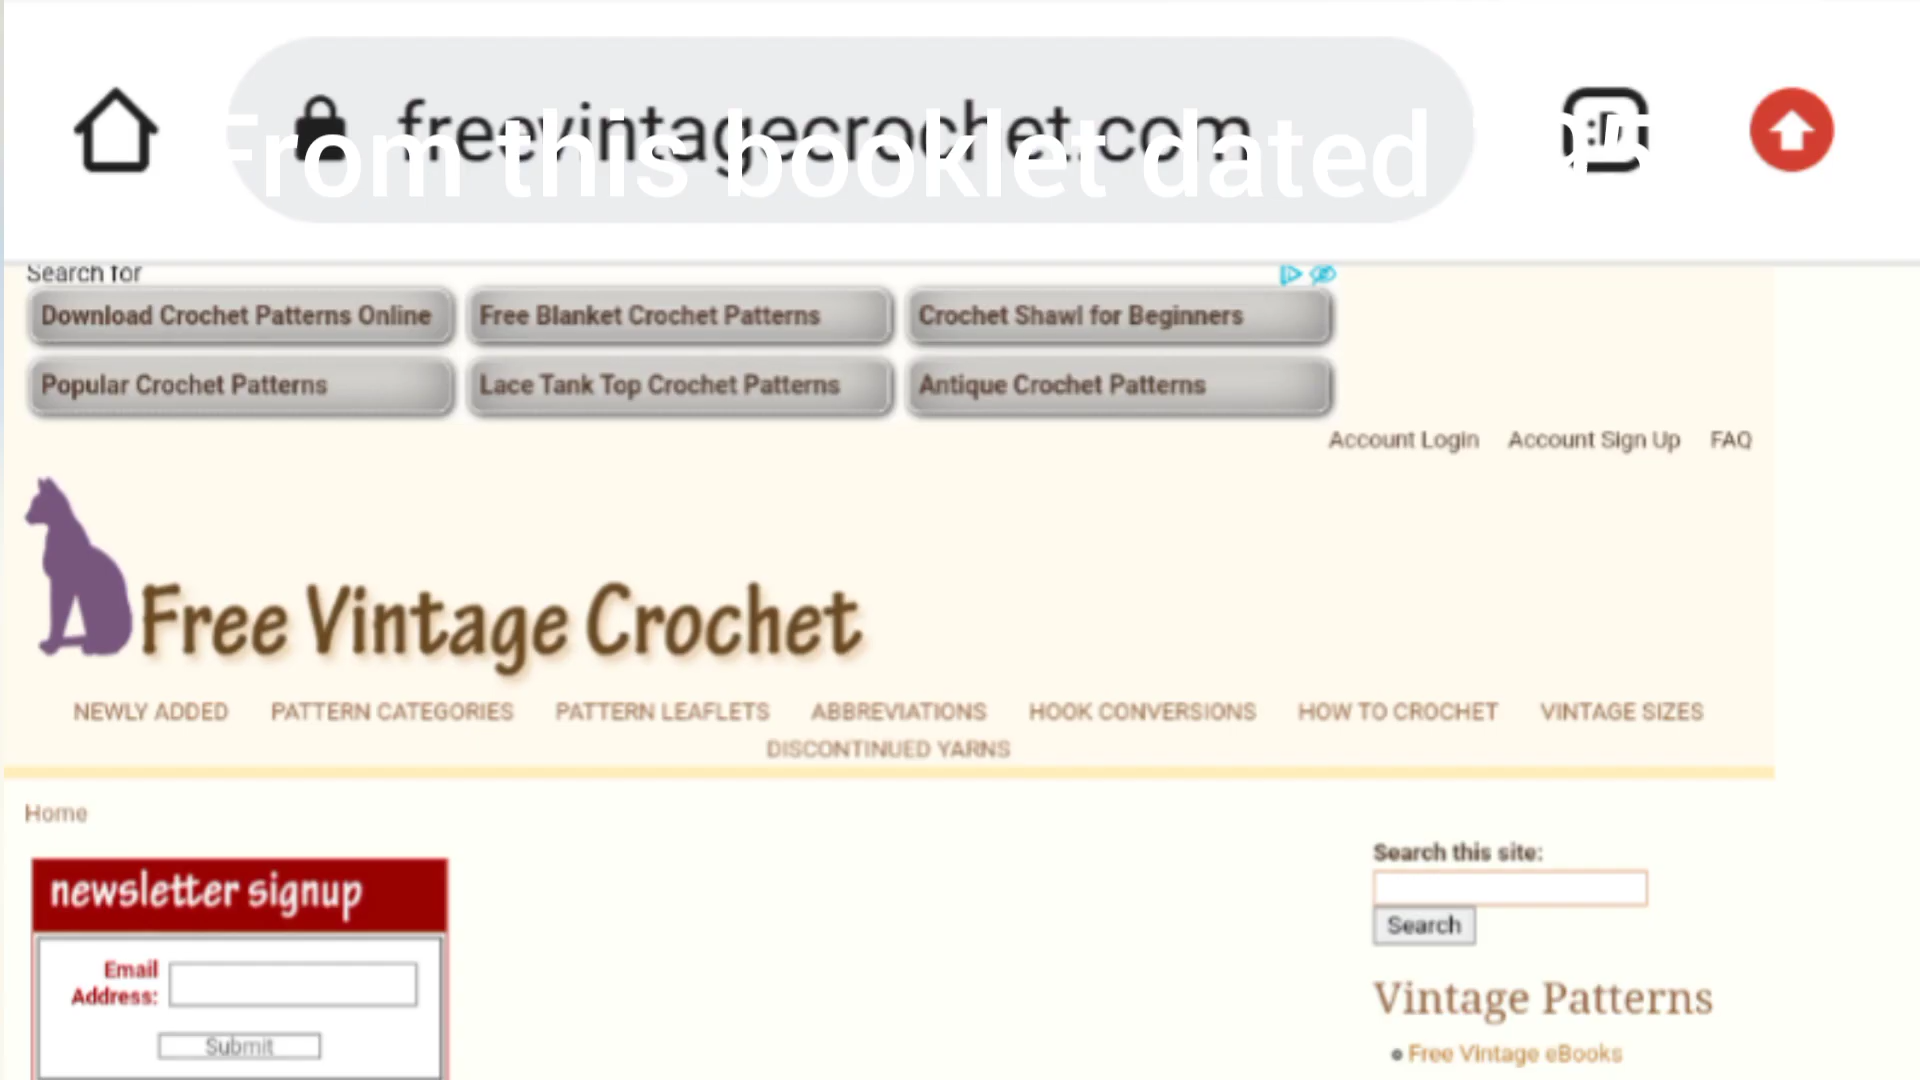 freevintagecrochet.com
From this booklet dated
:D
Search for
Download Crochet Patterns Online
Free Blanket Crochet Patterns
Crochet Shawl for Beginners
Popular Crochet Patterns
Lace Tank Top Crochet Patterns
Antique Crochet Patterns
Account Login Account Sign Up FAQ
Free Vintage Crochet
NEWLY ADDED PATTERN CATEGORIES PATTERN LEAFLETS ABBREVIATIONS HOOK CONVERSIONS HOW TO CROCHET VINTAGE SIZES
DISCONTINUED YARNS
Home
newsletter signup
Email
Address:
Submit
Search this site:
Search
Vintage Patterns
Free Vintage eBooks